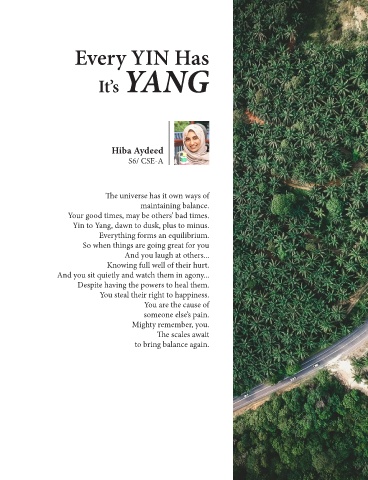 Every YIN Has
It's YANG
Hiba Aydeed
S6/ CSE-A
The universe has it own ways of
maintaining balance.
Your good times, may be others' bad times.
Yin to Yang, dawn to dusk, plus to minus.
Everything forms an equilibrium.
So when things are going great for you
And you laugh at others...
Knowing full well of their hurt.
And you sit quietly and watch them in agony...
Despite having the powers to heal them.
You steal their right to happiness.
You are the cause of
someone else's pain.
Mighty remember, you.
The scales await
to bring balance again.